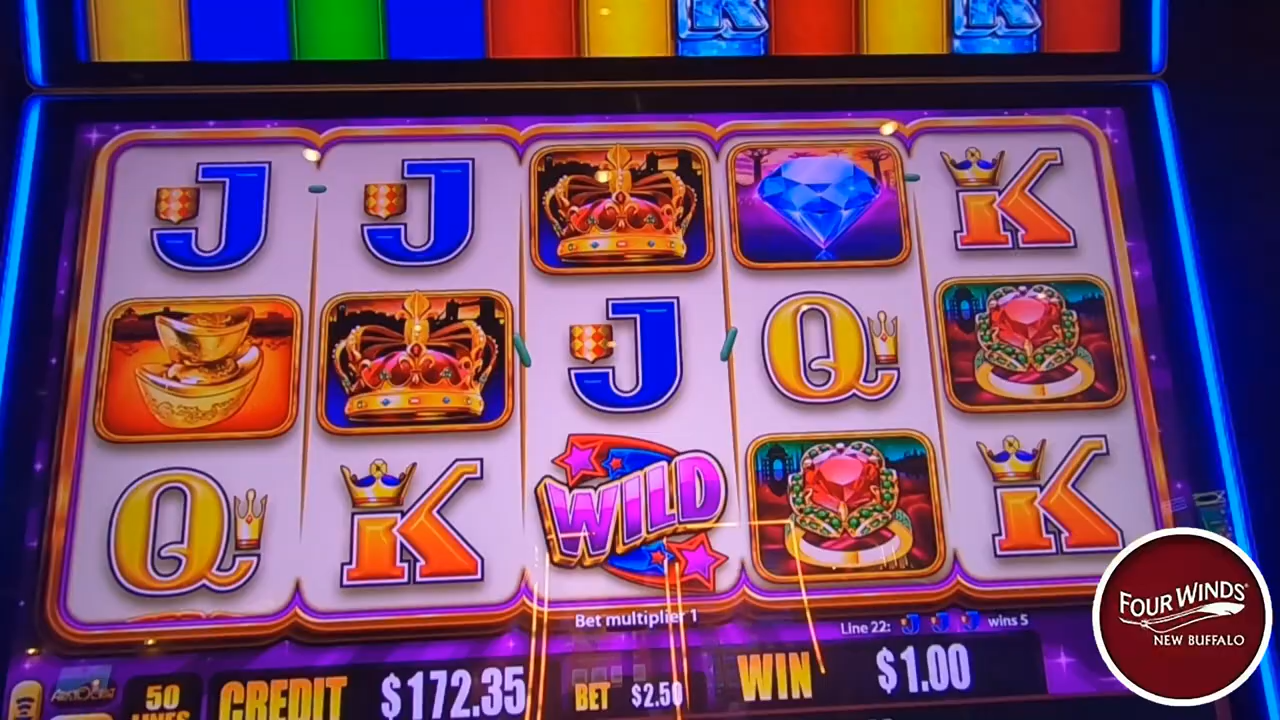 K K
J J K
J Q
Q K WILD K
Bet multiplier 1
Line 22: J J J wins 5
ARISTOCRAT
50 LINES
CREDIT $172.35 BET $2.50 WIN $1.00
FOUR WINDS®
NEW BUFFALO